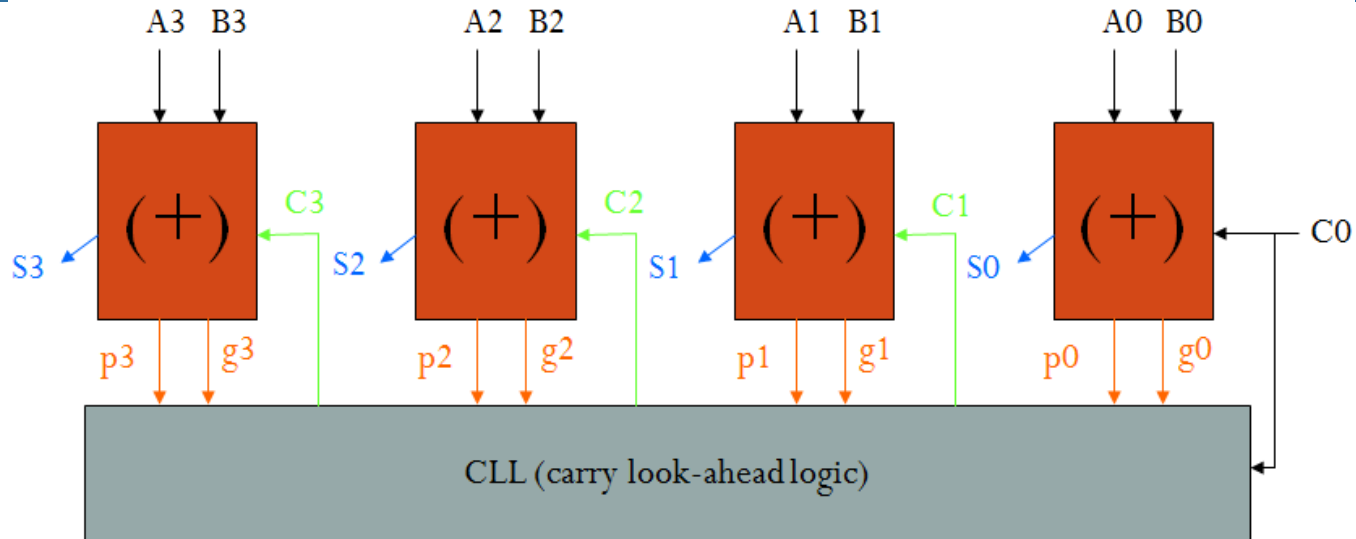 A3 B3 A2 B2 A1 B1 A0 B0
(+) (+) (+) (+)
C3 C2 C1 C0
S3 S2 S1 S0
p3 g3 p2 g2 p1 g1 p0 g0
CLL (carry look-ahead logic)